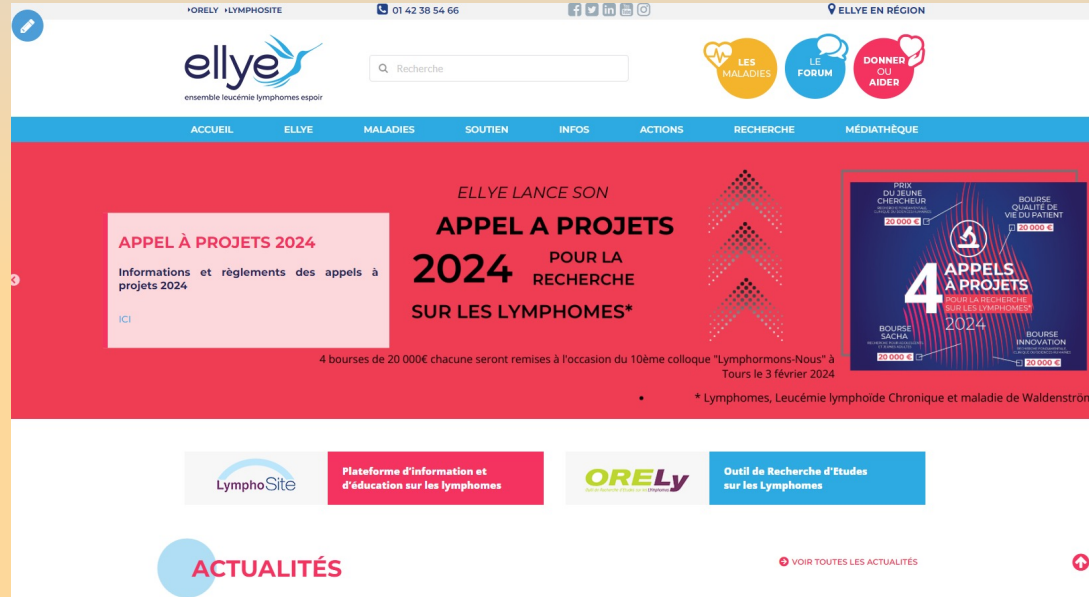 ORELY LYMPHOSITE
01 42 38 54 66
ELLYE EN RÉGION
ellye
ensemble leucémie lymphomes espoir
Recherche
LES
MALADIES
LE
FORUM
DONNER
OU
AIDER
ACCUEIL ELLYE MALADIES SOUTIEN INFOS ACTIONS RECHERCHE MÉDIATHÈQUE
APPEL À PROJETS 2024
Informations et règlements des appels à
projets 2024
ICI
ELLYE LANCE SON
APPEL A PROJETS
2024 POUR LA
RECHERCHE
SUR LES LYMPHOMES*
4 bourses de 20 000€ chacune seront remises à l'occasion du 10ème colloque "Lymphormons-Nous" à
Tours le 3 février 2024
* Lymphomes, Leucémie lymphoïde Chronique et maladie de Waldenströn
PRIX
DU JEUNE
CHERCHEUR
20 000 €
BOURSE
QUALITÉ DE
VIE DU PATIENT
20 000 €
4 APPELS
À PROJETS
POUR LA RECHERCHE
SUR LES LYMPHOMES*
2024
BOURSE
SACHA
20 000 €
BOURSE
INNOVATION
20 000 €
LymphoSite
Plateforme d'information et
d'éducation sur les lymphomes
ORELy
Outil de Recherche d'Etudes
sur les Lymphomes
ACTUALITÉS
VOIR TOUTES LES ACTUALITÉS